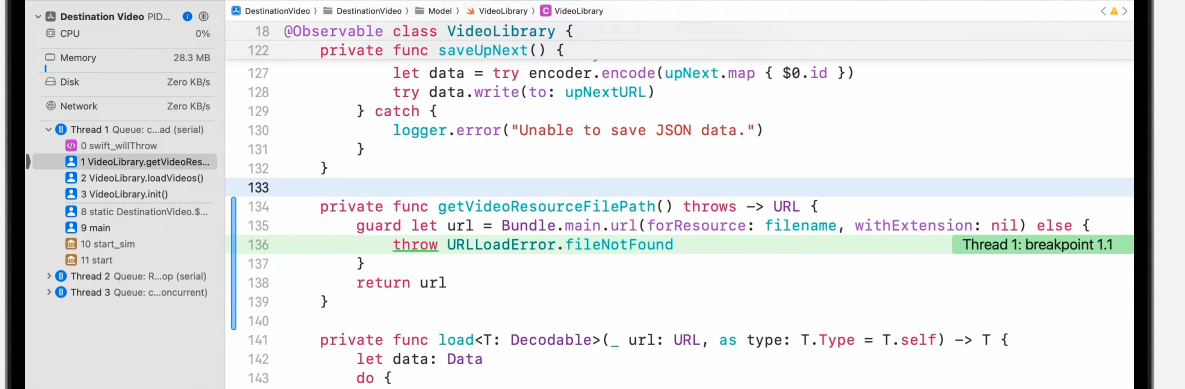 Destination Video PID...
CPU 0%
Memory 28.3 MB
Disk Zero KB/s
Network Zero KB/s
Thread 1 Queue: c...ad (serial)
0 swift_willThrow
1 VideoLibrary.getVideoRes...
2 VideoLibrary.loadVideos()
3 VideoLibrary.init()
8 static DestinationVideo.$...
9 main
10 start_sim
11 start
Thread 2 Queue: R...op (serial)
Thread 3 Queue: c...oncurrent)
DestinationVideo 〉 DestinationVideo 〉 Model 〉 VideoLibrary 〉 C VideoLibrary
18 @Observable class VideoLibrary {
122 private func saveUpNext() {
127 let data = try encoder.encode(upNext.map { $0.id })
128 try data.write(to: upNextURL)
129 } catch {
130 logger.error("Unable to save JSON data.")
131 }
132 }
133
134 private func getVideoResourceFilePath() throws -> URL {
135 guard let url = Bundle.main.url(forResource: filename, withExtension: nil) else {
136 throw URLLoadError.fileNotFound Thread 1: breakpoint 1.1
137 }
138 return url
139 }
140
141 private func load<T: Decodable>(_ url: URL, as type: T.Type = T.self) -> T {
142 let data: Data
143 do {